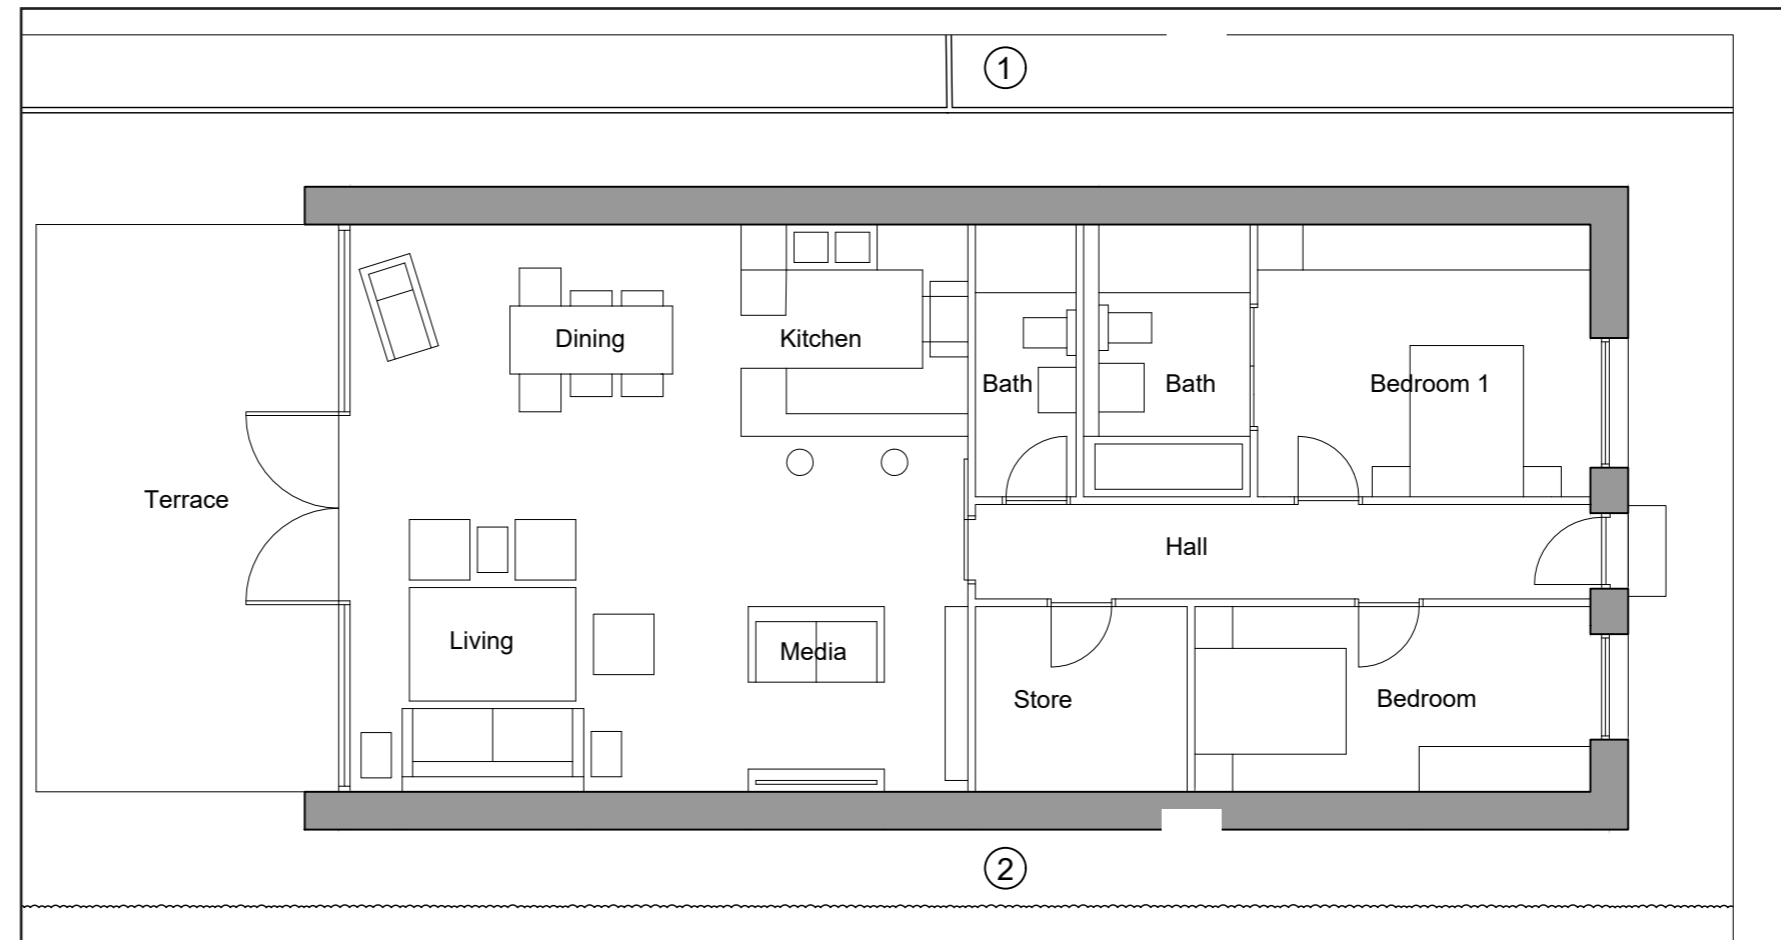 1
Dining
Kitchen
Bath
Bath
Bedroom 1
Terrace
Hall
Living
Media
Store
Bedroom
2